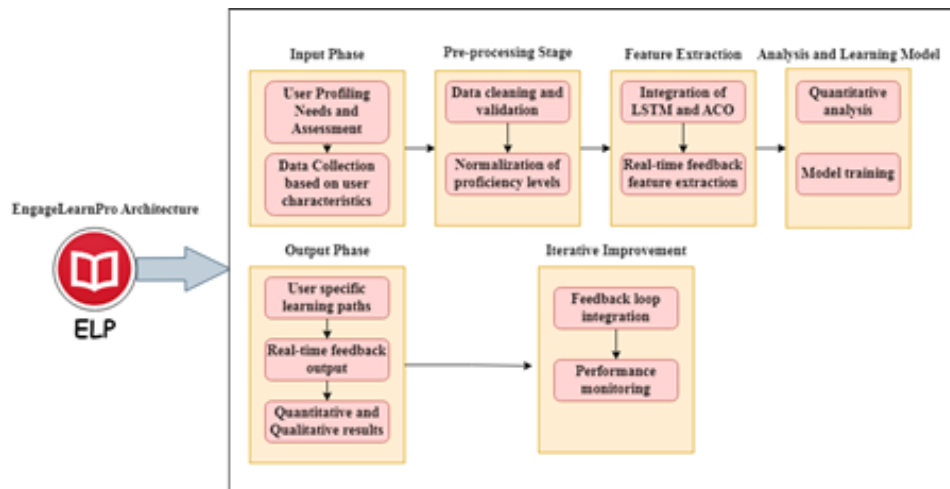 Input Phase
Pre-processing Stage
Feature Extraction
Analysis and Learning Model
User Profiling
Needs and
Assessment
Data Collection
based on user
characteristics
Data cleaning and
validation
Normalization of
proficiency levels
Integration of
LSTM and ACO
Real-time feedback
feature extraction
Quantitative
analysis
Model training
EngageLearnPro Architecture
ELP
Output Phase
User specific
learning paths
Real-time feedback
output
Quantitative and
Qualitative results
Iterative Improvement
Feedback loop
integration
Performance
monitoring